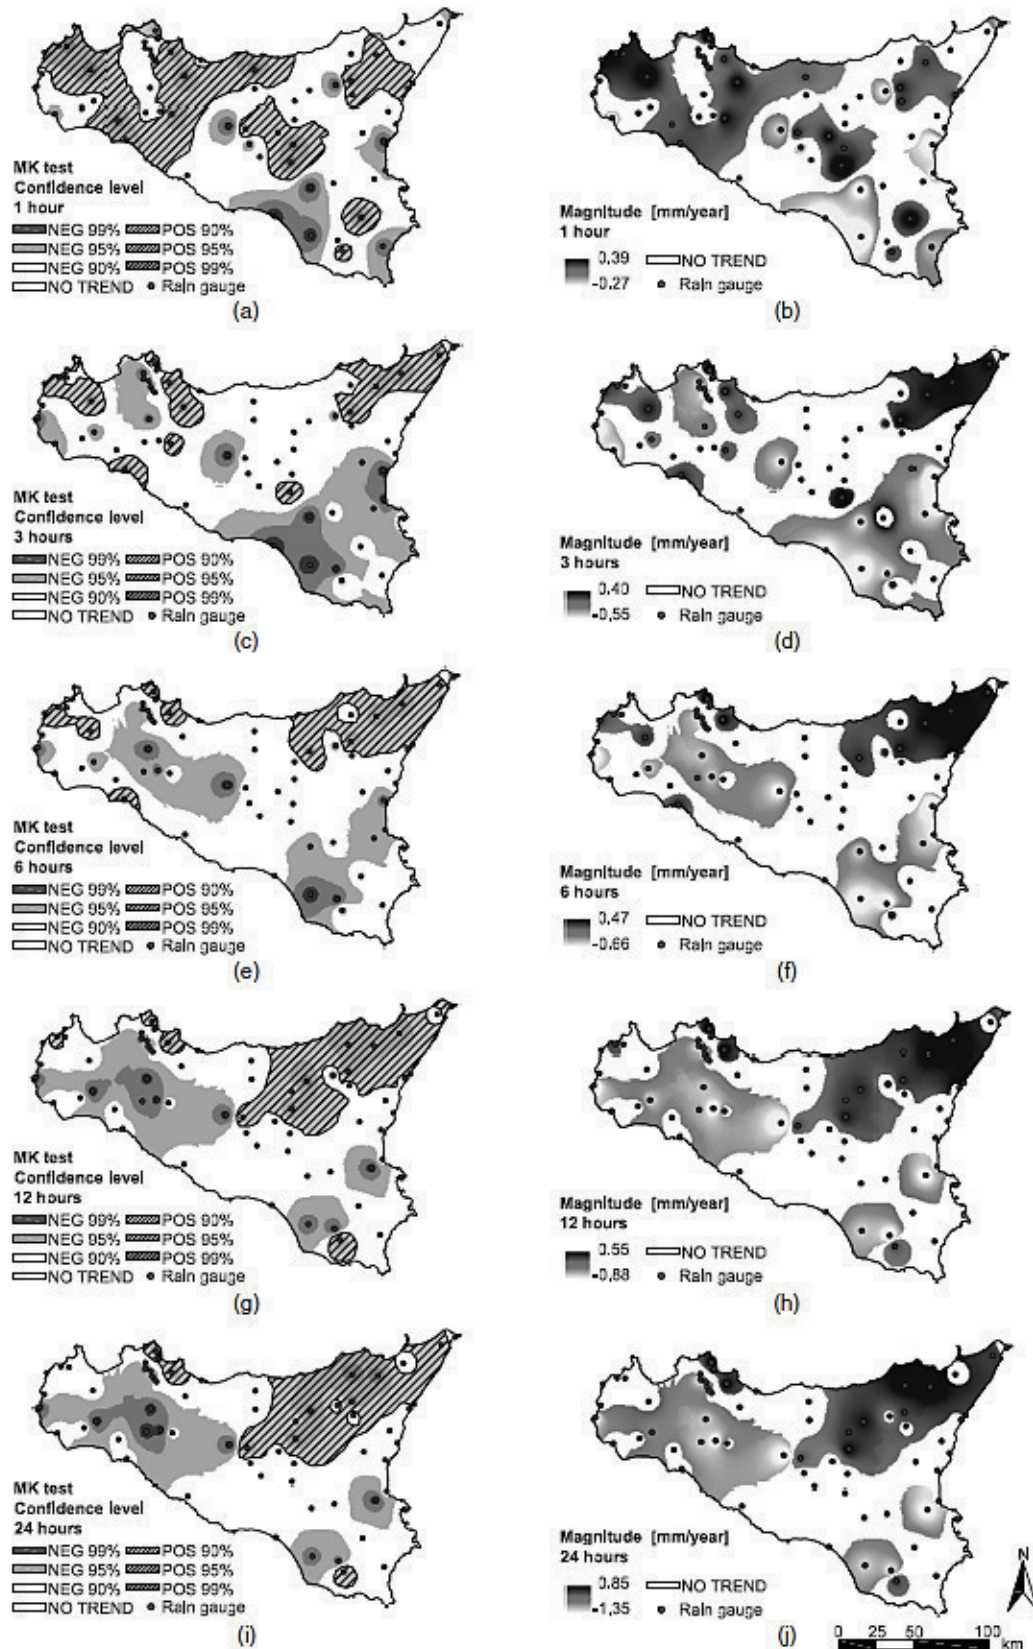 MK test
Confidence level
1 hour
NEG 99% POS 90%
NEG 95% POS 95%
NEG 90% POS 99%
NO TREND Rain gauge
(a)
Magnitude [mm/year]
1 hour
0.39 NO TREND
-0.27 Rain gauge
(b)
MK test
Confidence level
3 hours
NEG 99% POS 90%
NEG 95% POS 95%
NEG 90% POS 99%
NO TREND Rain gauge
(c)
Magnitude [mm/year]
3 hours
0.40 NO TREND
-0.55 Rain gauge
(d)
MK test
Confidence level
6 hours
NEG 99% POS 90%
NEG 95% POS 95%
NEG 90% POS 99%
NO TREND Rain gauge
(e)
Magnitude [mm/year]
6 hours
0.47 NO TREND
-0.66 Rain gauge
(f)
MK test
Confidence level
12 hours
NEG 99% POS 90%
NEG 95% POS 95%
NEG 90% POS 99%
NO TREND Rain gauge
(g)
Magnitude [mm/year]
12 hours
0.55 NO TREND
-0.88 Rain gauge
(h)
MK test
Confidence level
24 hours
NEG 99% POS 90%
NEG 95% POS 95%
NEG 90% POS 99%
NO TREND Rain gauge
(i)
Magnitude [mm/year]
24 hours
0.85 NO TREND
-1.35 Rain gauge
(j)
N
0 25 50 100
km